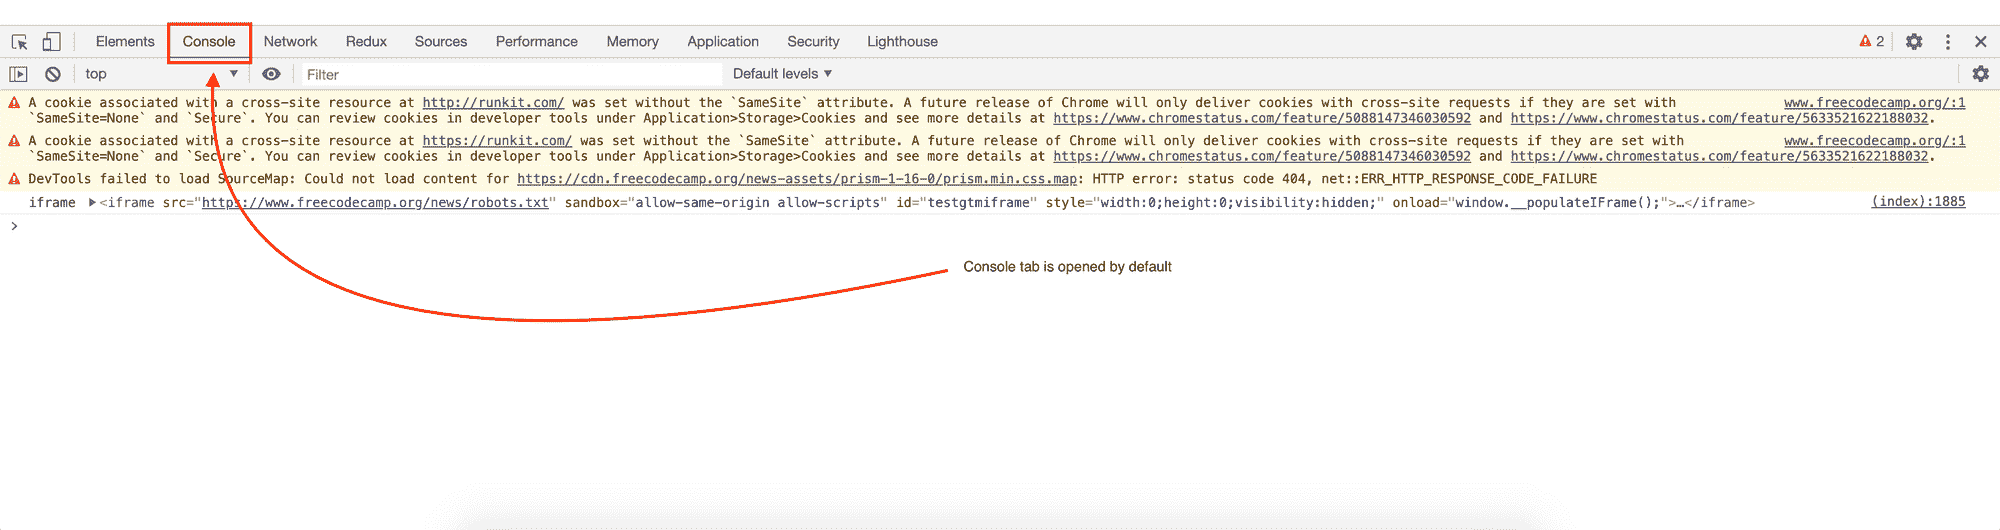 Elements Console Network Redux Sources Performance Memory Application Security Lighthouse 2
top Filter Default levels
A cookie associated with a cross-site resource at http://runkit.com/ was set without the `SameSite` attribute. A future release of Chrome will only deliver cookies with cross-site requests if they are set with www.freecodecamp.org/:1
`SameSite=None` and `Secure`. You can review cookies in developer tools under Application>Storage>Cookies and see more details at https://www.chromestatus.com/feature/5088147346030592 and https://www.chromestatus.com/feature/5633521622188032.
A cookie associated with a cross-site resource at https://runkit.com/ was set without the `SameSite` attribute. A future release of Chrome will only deliver cookies with cross-site requests if they are set with www.freecodecamp.org/:1
`SameSite=None` and `Secure`. You can review cookies in developer tools under Application>Storage>Cookies and see more details at https://www.chromestatus.com/feature/5088147346030592 and https://www.chromestatus.com/feature/5633521622188032.
DevTools failed to load SourceMap: Could not load content for https://cdn.freecodecamp.org/news-assets/prism-1-16-0/prism.min.css.map: HTTP error: status code 404, net::ERR_HTTP_RESPONSE_CODE_FAILURE
iframe <iframe src="https://www.freecodecamp.org/news/robots.txt" sandbox="allow-same-origin allow-scripts" id="testgtmiframe" style="width:0;height:0;visibility:hidden;" onload="window.__populateIFrame();">…</iframe> (index):1885
>
Console tab is opened by default